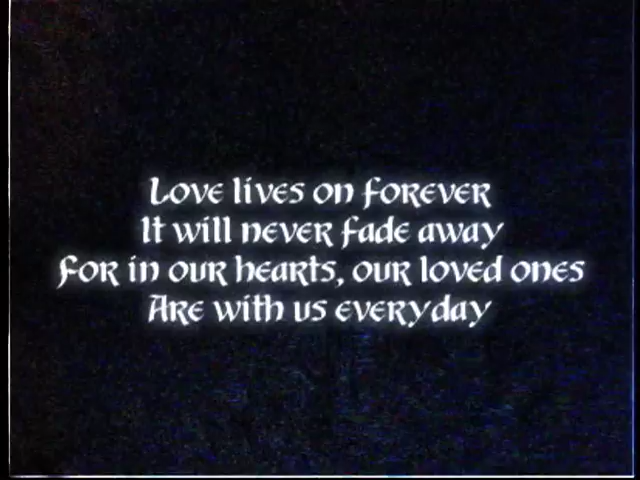 Love lives on forever
It will never fade away
For in our hearts, our loved ones
Are with us everyday